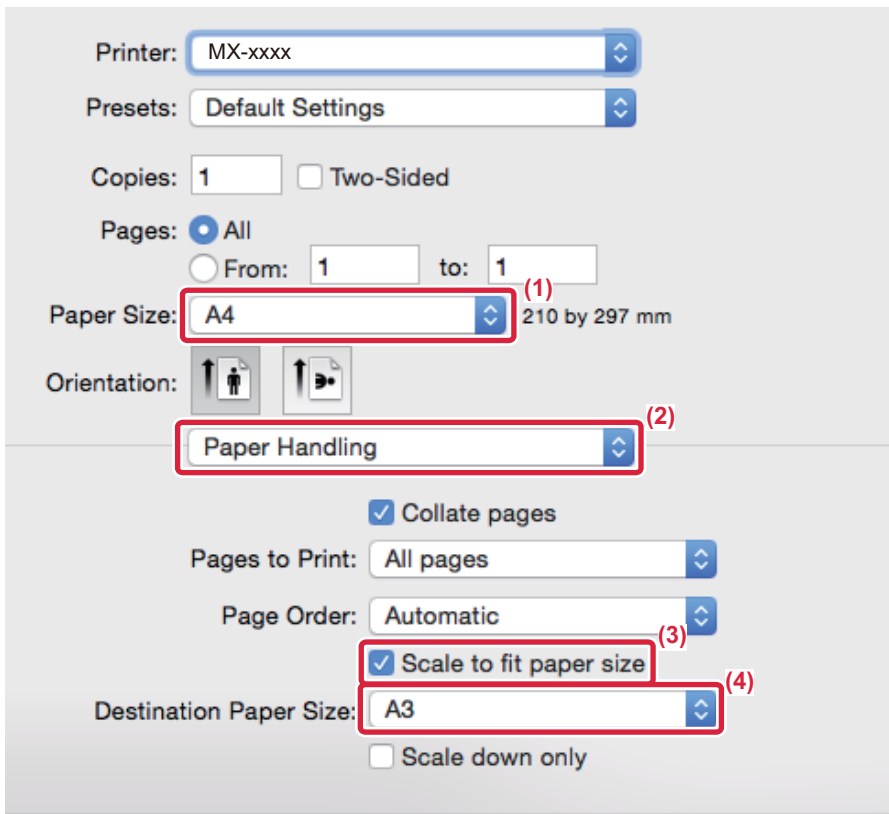 Printer: MX-xxxx
Presets: Default Settings
Copies: 1 Two-Sided
Pages: All
From: 1 to: 1
(1)
Paper Size: A4 210 by 297 mm
Orientation:
(2)
Paper Handling
Collate pages
Pages to Print: All pages
Page Order: Automatic
(3)
Scale to fit paper size
(4)
Destination Paper Size: A3
Scale down only